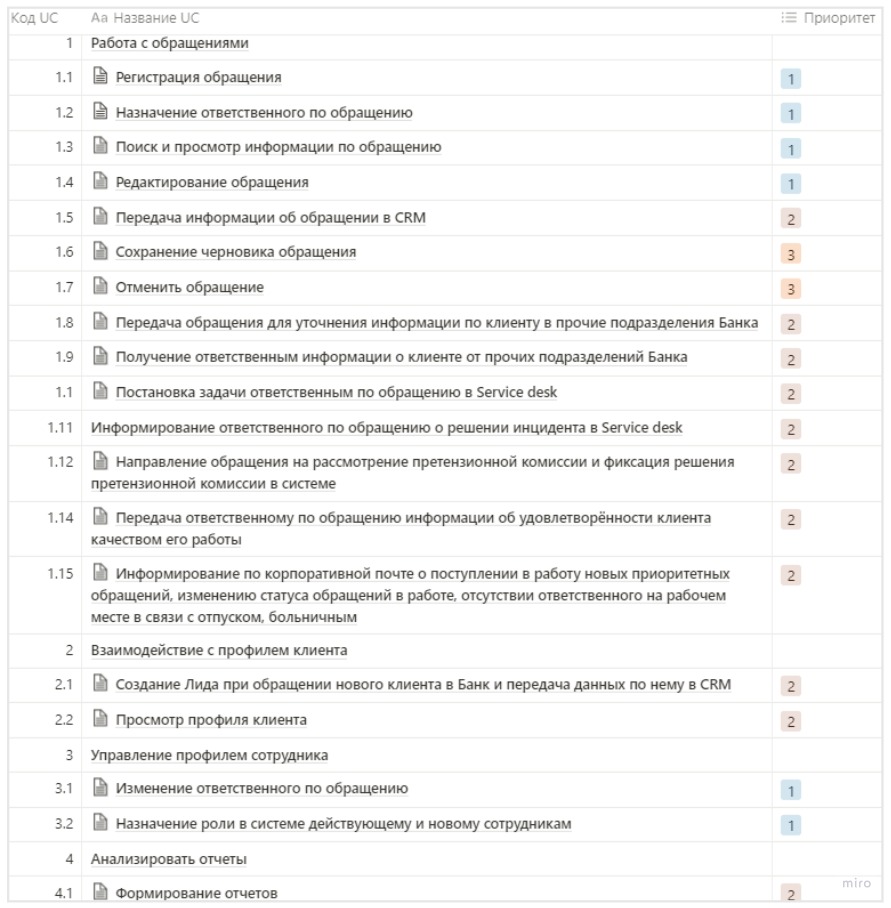 Код UC Aa Название UC Приоритет
1 Работа с обращениями
1.1 Регистрация обращения 1
1.2 Назначение ответственного по обращению 1
1.3 Поиск и просмотр информации по обращению 1
1.4 Редактирование обращения 1
1.5 Передача информации об обращении в CRM 2
1.6 Сохранение черновика обращения 3
1.7 Отменить обращение 3
1.8 Передача обращения для уточнения информации по клиенту в прочие подразделения Банка 2
1.9 Получение ответственным информации о клиенте от прочих подразделений Банка 2
1.1 Постановка задачи ответственным по обращению в Service desk 2
1.11 Информирование ответственного по обращению о решении инцидента в Service desk 2
1.12 Направление обращения на рассмотрение претензионной комиссии и фиксация решения 2
претензионной комиссии в системе
1.14 Передача ответственному по обращению информации об удовлетворённости клиента 2
качеством его работы
1.15 Информирование по корпоративной почте о поступлении в работу новых приоритетных 2
обращений, изменению статуса обращений в работе, отсутствии ответственного на рабочем
месте в связи с отпуском, больничным
2 Взаимодействие с профилем клиента
2.1 Создание Лида при обращении нового клиента в Банк и передача данных по нему в CRM 2
2.2 Просмотр профиля клиента 2
3 Управление профилем сотрудника
3.1 Изменение ответственного по обращению 1
3.2 Назначение роли в системе действующему и новому сотрудникам 1
4 Анализировать отчеты
4.1 Формирование отчетов 2
miro